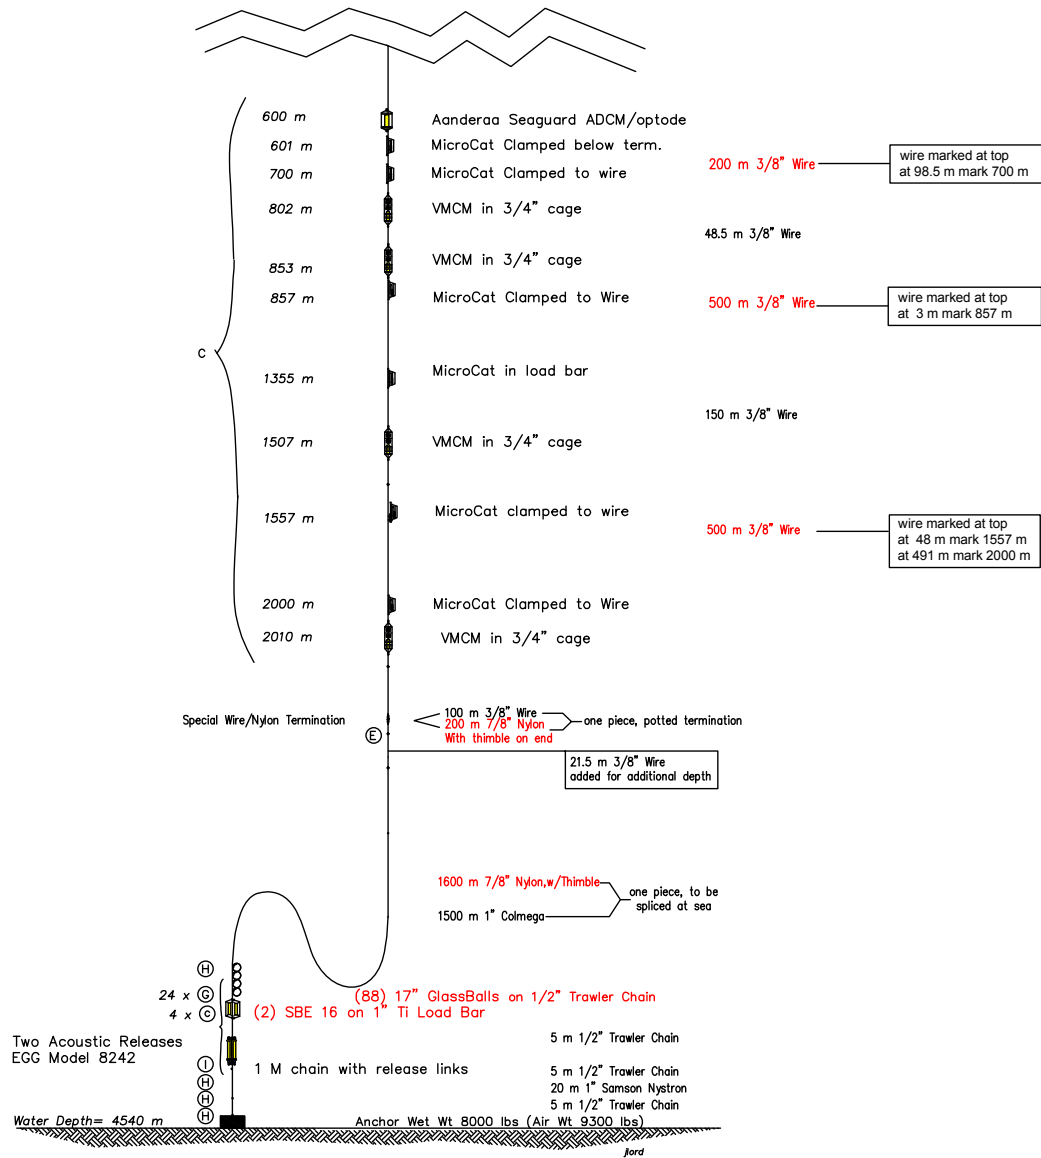 600 m
Aanderaa Seaguard ADCM/optode
601 m
MicroCat Clamped below term.
700 m
MicroCat Clamped to wire
200 m 3/8" Wire
wire marked at top
at 98.5 m mark 700 m
802 m
VMCM in 3/4" cage
48.5 m 3/8" Wire
853 m
VMCM in 3/4" cage
857 m
MicroCat Clamped to Wire
500 m 3/8" Wire
wire marked at top
at 3 m mark 857 m
C
1355 m
MicroCat in load bar
150 m 3/8" Wire
1507 m
VMCM in 3/4" cage
1557 m
MicroCat clamped to wire
500 m 3/8" Wire
wire marked at top
at 48 m mark 1557 m
at 491 m mark 2000 m
2000 m
MicroCat Clamped to Wire
2010 m
VMCM in 3/4" cage
Special Wire/Nylon Termination
100 m 3/8" Wire
200 m 7/8" Nylon
With thimble on end
one piece, potted termination
E
21.5 m 3/8" Wire
added for additional depth
1600 m 7/8" Nylon,w/Thimble
1500 m 1" Colmega
one piece, to be
spliced at sea
H
24 x G
(88) 17" GlassBalls on 1/2" Trawler Chain
4 x C
(2) SBE 16 on 1" Ti Load Bar
Two Acoustic Releases
EGG Model 8242
5 m 1/2" Trawler Chain
I
1 M chain with release links
5 m 1/2" Trawler Chain
H
20 m 1" Samson Nystron
H
5 m 1/2" Trawler Chain
H
Water Depth= 4540 m
Anchor Wet Wt 8000 lbs (Air Wt 9300 lbs)
jlord